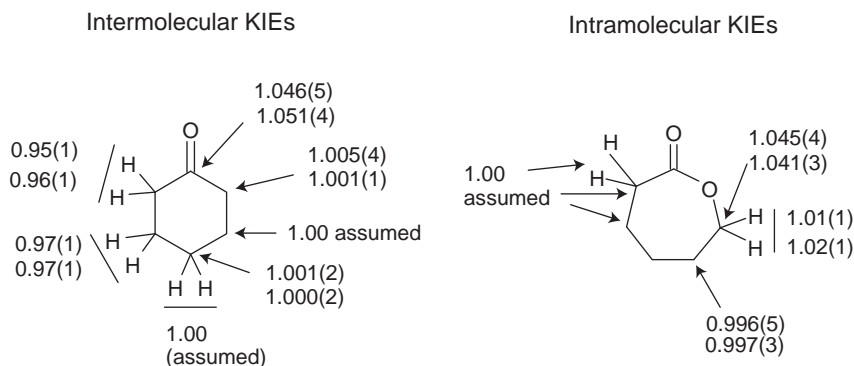 Intermolecular KIEs
1.046(5)
1.051(4)
O
0.95(1)
0.96(1)
H
H
1.005(4)
1.001(1)
0.97(1)
0.97(1)
H
H
1.00 assumed
H H
1.001(2)
1.000(2)
1.00
(assumed)
Intramolecular KIEs
H
O
1.045(4)
1.041(3)
1.00
assumed
H
O
H
H
1.01(1)
1.02(1)
0.996(5)
0.997(3)